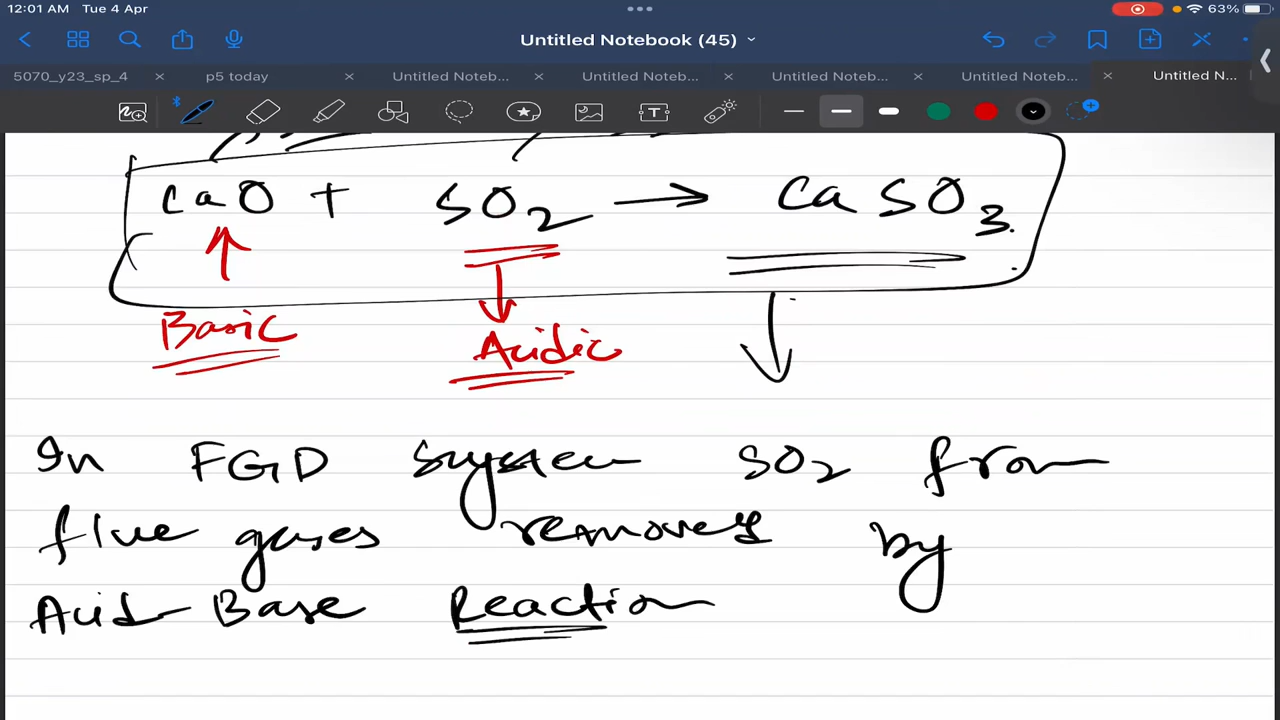 12:01 AM Tue 4 Apr
63%
Untitled Notebook (45)
5070_y23_sp_4
p5 today
Untitled Noteb...
Untitled Noteb...
Untitled Noteb...
Untitled Noteb...
Untitled N...
CaO + SO2 → CaSO3.
Basic
Acidic
In FGD system SO2 from
flue gases removes by
Acid Base Reaction